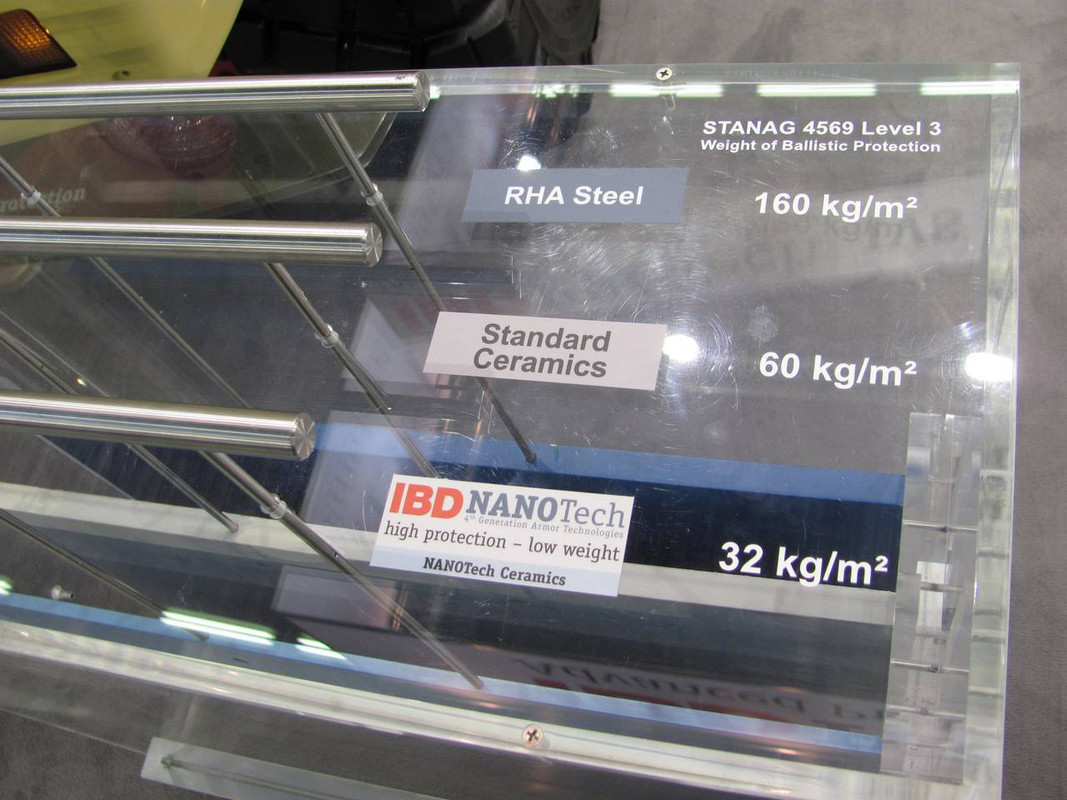 STANAG 4569 Level 3
Weight of Ballistic Protection
RHA Steel 160 kg/m²
Standard
Ceramics
60 kg/m²
IBD NANOTech
4th Generation Armor Technologies
high protection – low weight
NANOTech Ceramics
32 kg/m²
Advanced